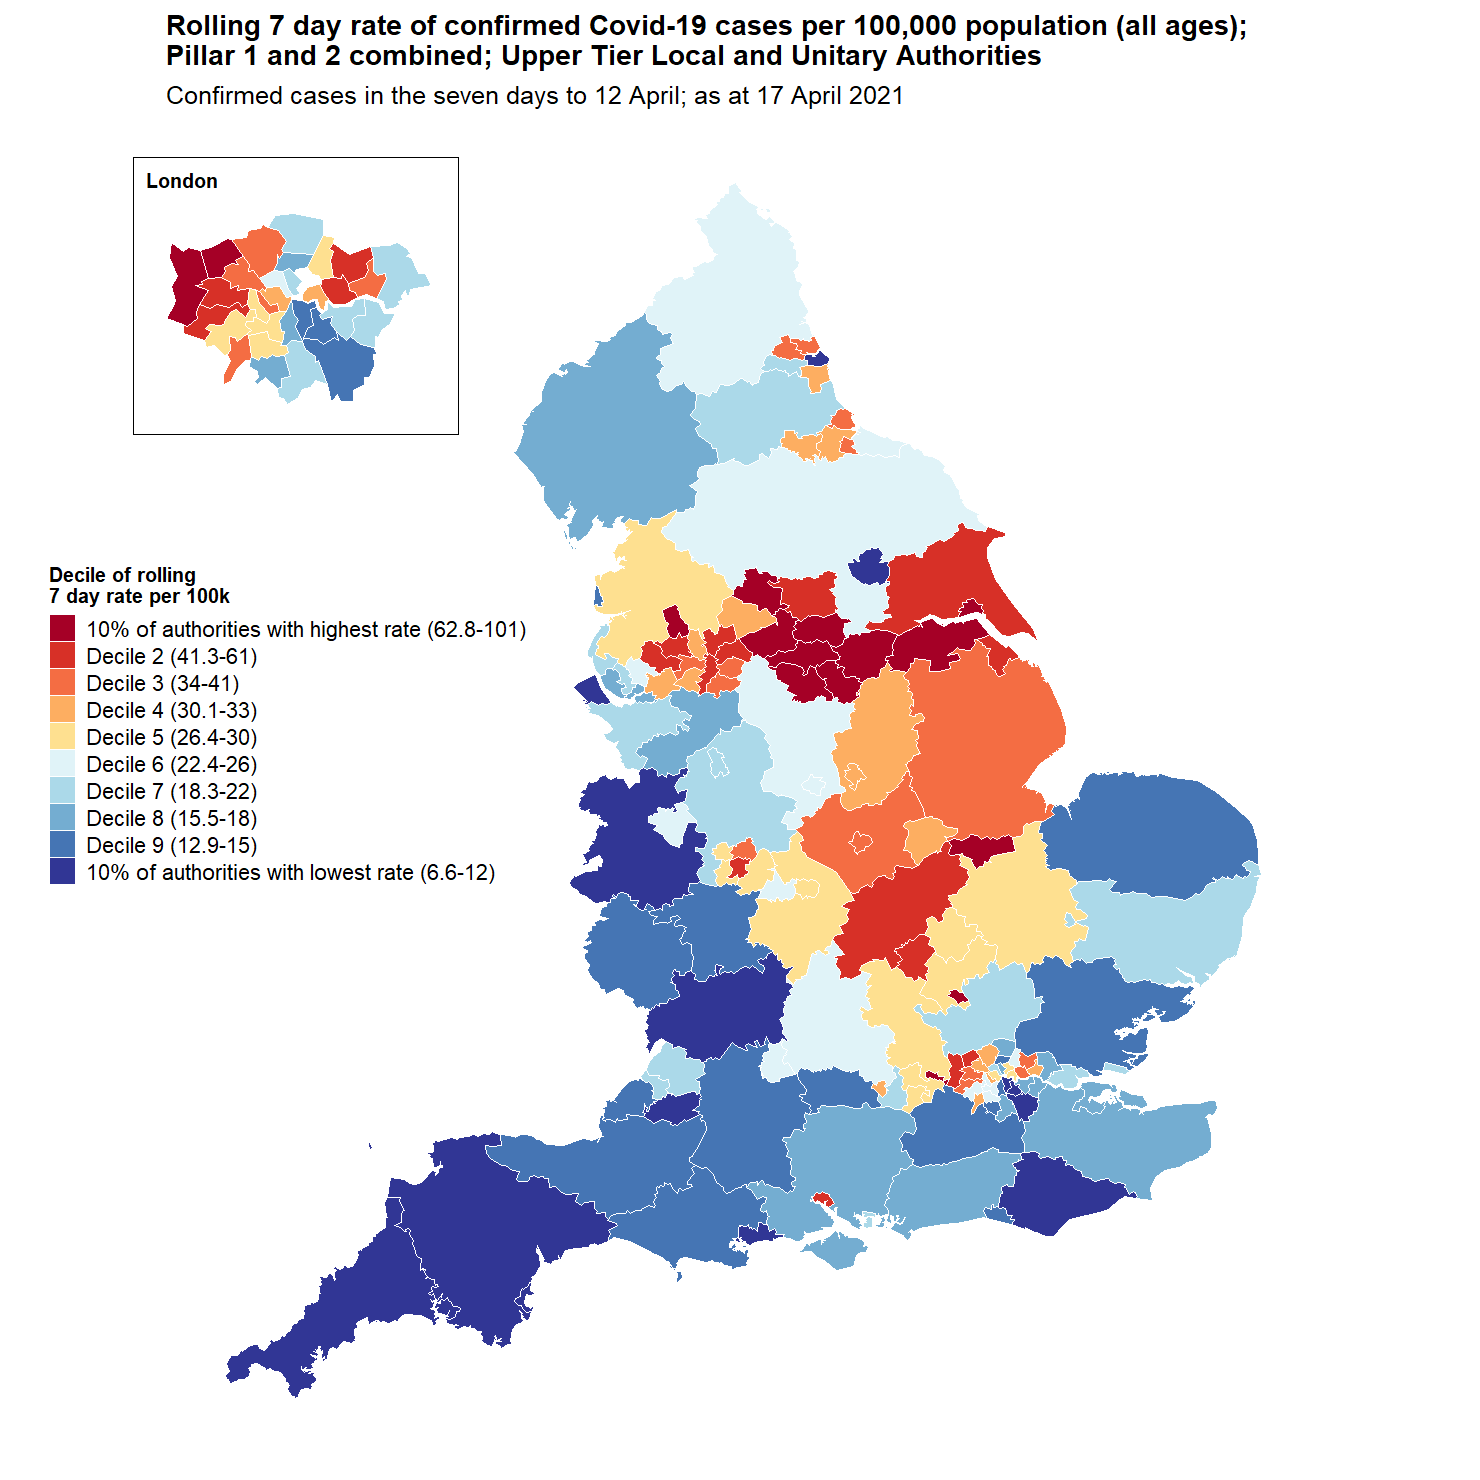 Rolling 7 day rate of confirmed Covid-19 cases per 100,000 population (all ages);
Pillar 1 and 2 combined; Upper Tier Local and Unitary Authorities
Confirmed cases in the seven days to 12 April; as at 17 April 2021
London
Decile of rolling
7 day rate per 100k
10% of authorities with highest rate (62.8-101)
Decile 2 (41.3-61)
Decile 3 (34-41)
Decile 4 (30.1-33)
Decile 5 (26.4-30)
Decile 6 (22.4-26)
Decile 7 (18.3-22)
Decile 8 (15.5-18)
Decile 9 (12.9-15)
10% of authorities with lowest rate (6.6-12)